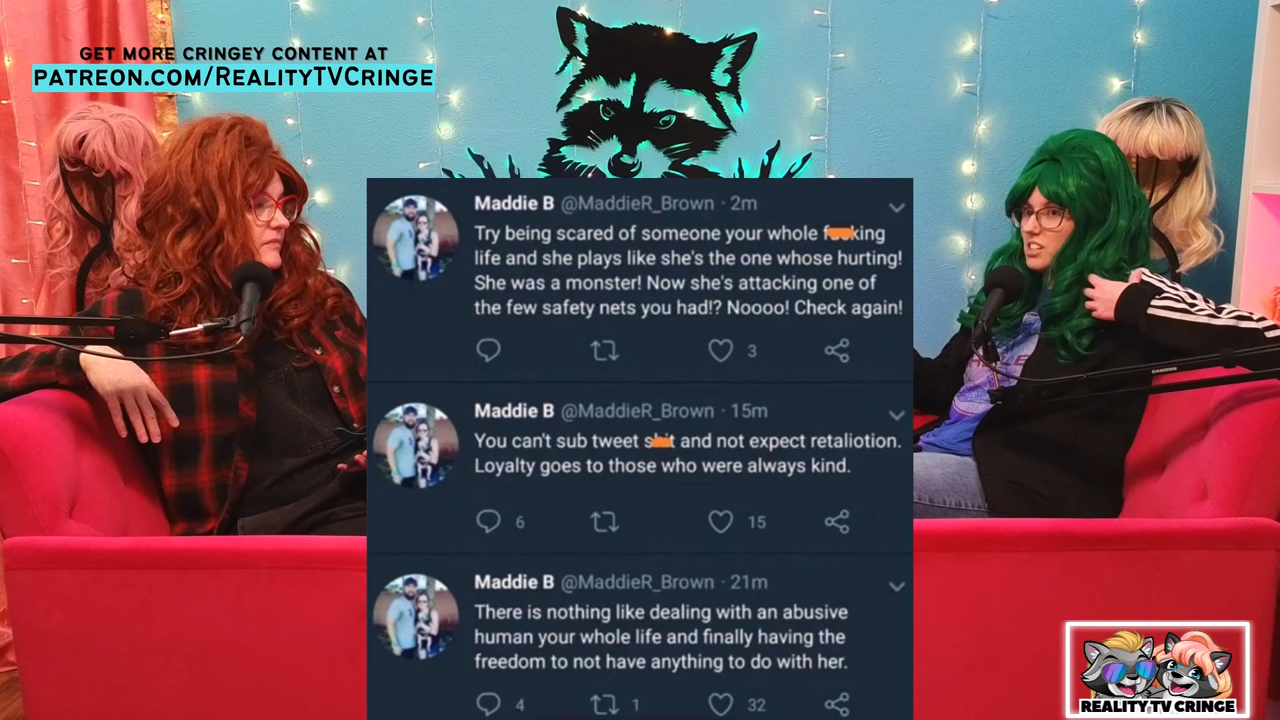 GET MORE CRINGEY CONTENT AT
PATREON.COM/REALITYTVCRINGE
Maddie B @MaddieR_Brown · 2m
Try being scared of someone your whole fucking
life and she plays like she's the one whose hurting!
She was a monster! Now she's attacking one of
the few safety nets you had!? Noooo! Check again!
3
Maddie B @MaddieR_Brown · 15m
You can't sub tweet shit and not expect retaliotion.
Loyalty goes to those who were always kind.
6 15
Maddie B @MaddieR_Brown · 21m
There is nothing like dealing with an abusive
human your whole life and finally having the
freedom to not have anything to do with her.
4 1 32
SAMSON
REALITY TV CRINGE